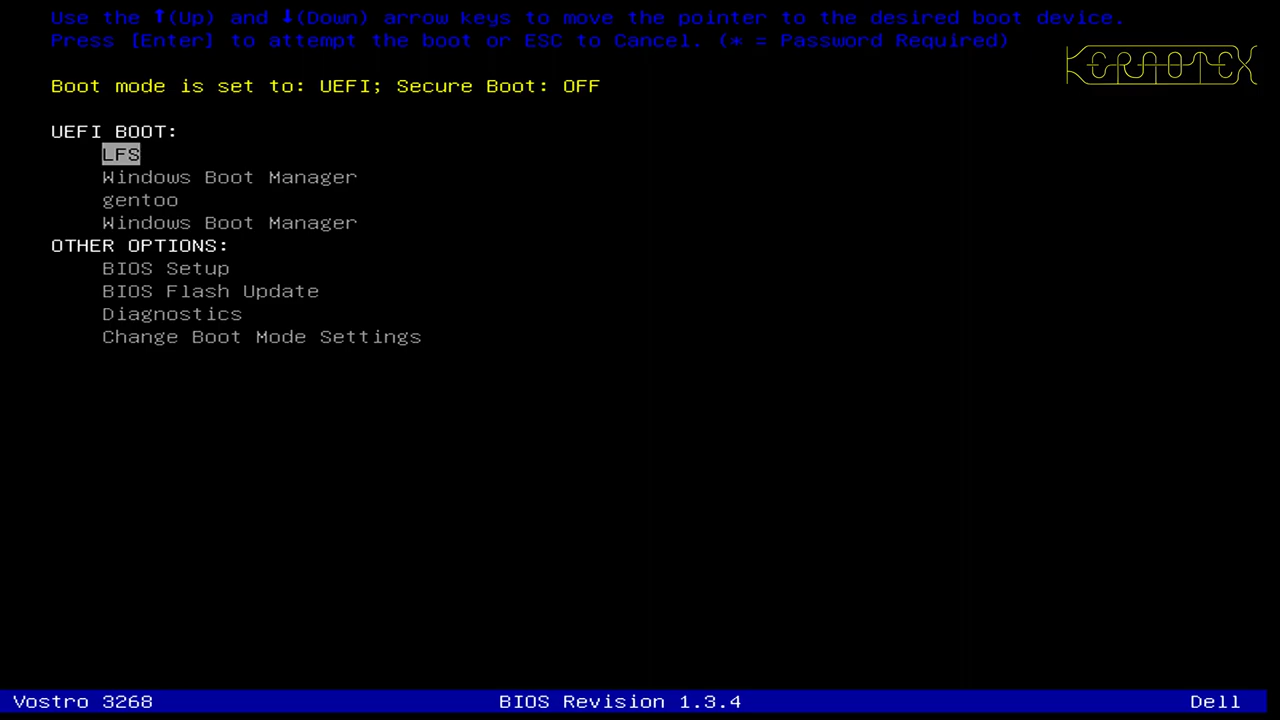 Use the ↑(Up) and ↓(Down) arrow keys to move the pointer to the desired boot device.
Press [Enter] to attempt the boot or ESC to Cancel. (* = Password Required)
KERNOTEX
Boot mode is set to: UEFI; Secure Boot: OFF
UEFI BOOT:
LFS
Windows Boot Manager
gentoo
Windows Boot Manager
OTHER OPTIONS:
BIOS Setup
BIOS Flash Update
Diagnostics
Change Boot Mode Settings
Vostro 3268 BIOS Revision 1.3.4 Dell